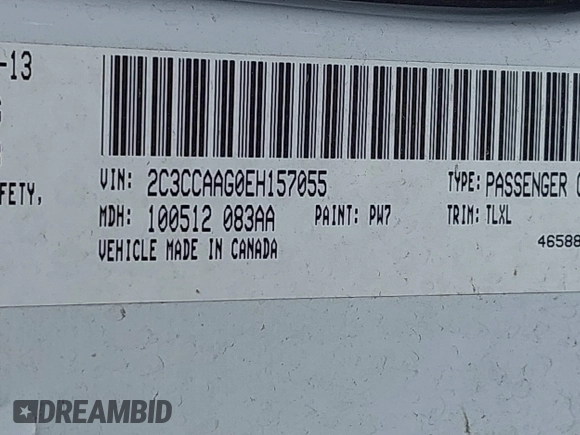 -13
VIN: 2C3CCAAG0EH157055
TYPE: PASSENGER
FETY,
MDH: 100512 083AA
PAINT: PW7
TRIM: TLXL
VEHICLE MADE IN CANADA
46588
DREAMBID